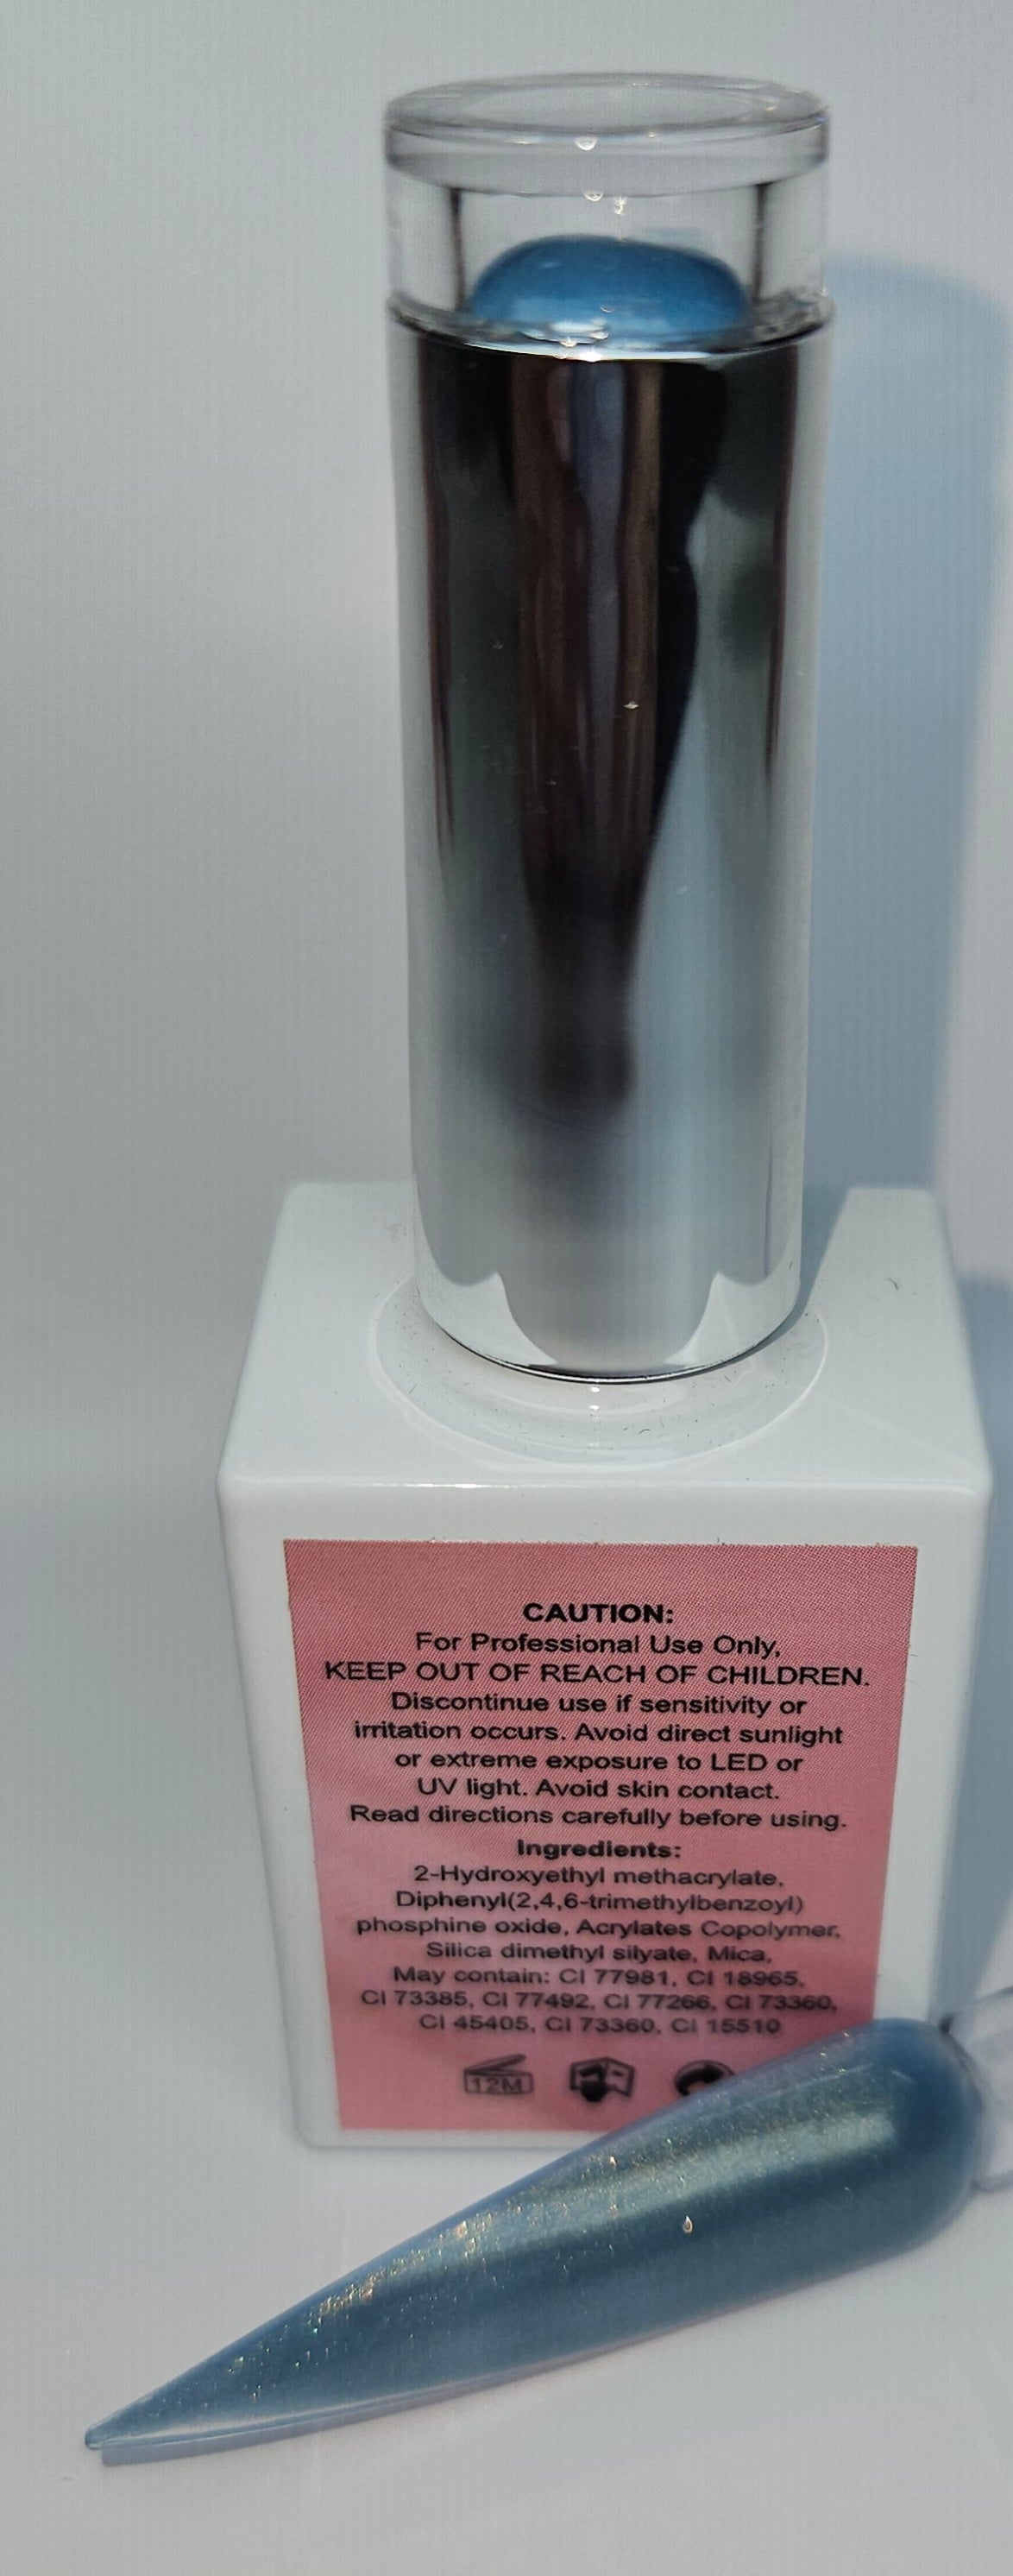 CAUTION:
For Professional Use Only,
KEEP OUT OF REACH OF CHILDREN.
Discontinue use if sensitivity or
irritation occurs. Avoid direct sunlight
or extreme exposure to LED or
UV light. Avoid skin contact.
Read directions carefully before using.
Ingredients:
2-Hydroxyethyl methacrylate,
Diphenyl(2,4,6-trimethylbenzoyl)
phosphine oxide, Acrylates Copolymer,
Silica dimethyl silyate, Mica,
May contain: CI 77981, CI 18965,
CI 73385, CI 77492, CI 77266, CI 73360,
CI 45405, CI 73360, CI 15510
12M